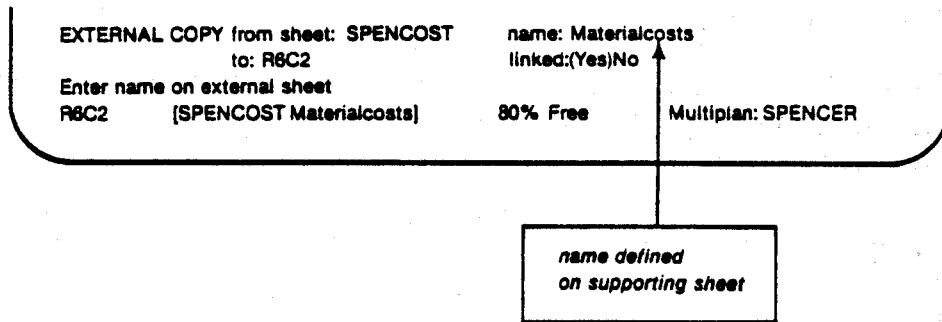 EXTERNAL COPY from sheet: SPENCOST name: Materialcosts
to: R6C2 linked:(Yes)No
Enter name on external sheet
R6C2 [SPENCOST Materialcosts] 80% Free Multiplan: SPENCER
name defined
on supporting sheet